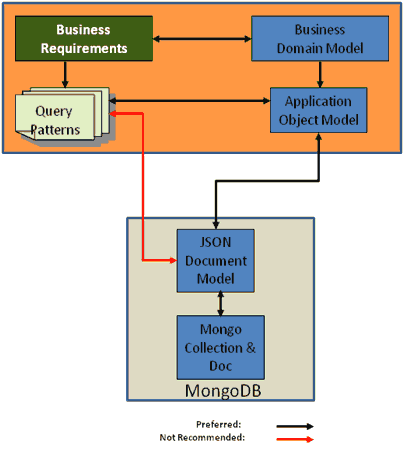 Business
Requirements
Business
Domain Model
Query
Patterns
Application
Object Model
JSON
Document
Model
Mongo
Collection &
Doc
MongoDB
Preferred:
Not Recommended: